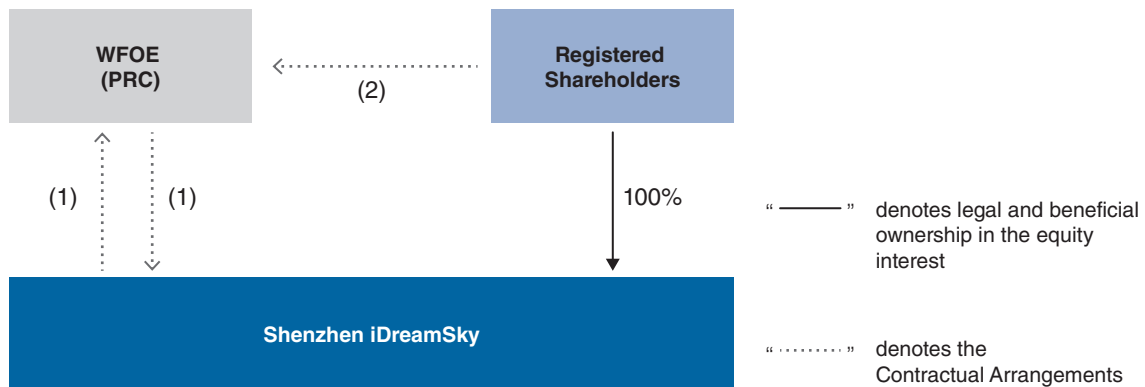 WFOE
(PRC)
Registered
Shareholders
(2)
(1)
(1)
100%
“ ——— ” denotes legal and beneficial
ownership in the equity
interest
Shenzhen iDreamSky
“ ········· ” denotes the
Contractual Arrangements